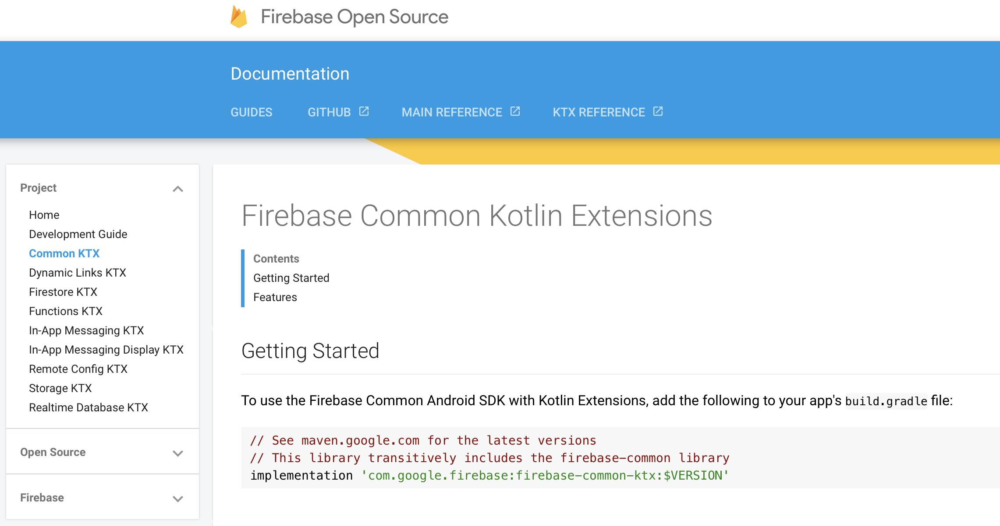 Firebase Open Source
Documentation
GUIDES
GITHUB
MAIN REFERENCE
KTX REFERENCE
Project
Home
Development Guide
Common KTX
Dynamic Links KTX
Firestore KTX
Functions KTX
In-App Messaging KTX
In-App Messaging Display KTX
Remote Config KTX
Storage KTX
Realtime Database KTX
Open Source
Firebase
Firebase Common Kotlin Extensions
Contents
Getting Started
Features
Getting Started
To use the Firebase Common Android SDK with Kotlin Extensions, add the following to your app's build.gradle file:
// See maven.google.com for the latest versions
// This library transitively includes the firebase-common library
implementation 'com.google.firebase:firebase-common-ktx:$VERSION'